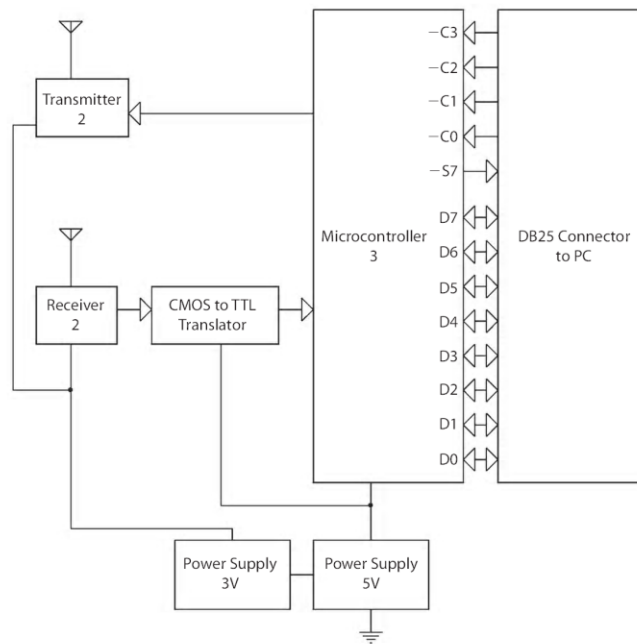 Transmitter
2
Receiver
2
CMOS to TTL
Translator
Microcontroller
3
—C3
—C2
—C1
—C0
—S7
D7
D6
D5
D4
D3
D2
D1
D0
DB25 Connector
to PC
Power Supply
3V
Power Supply
5V